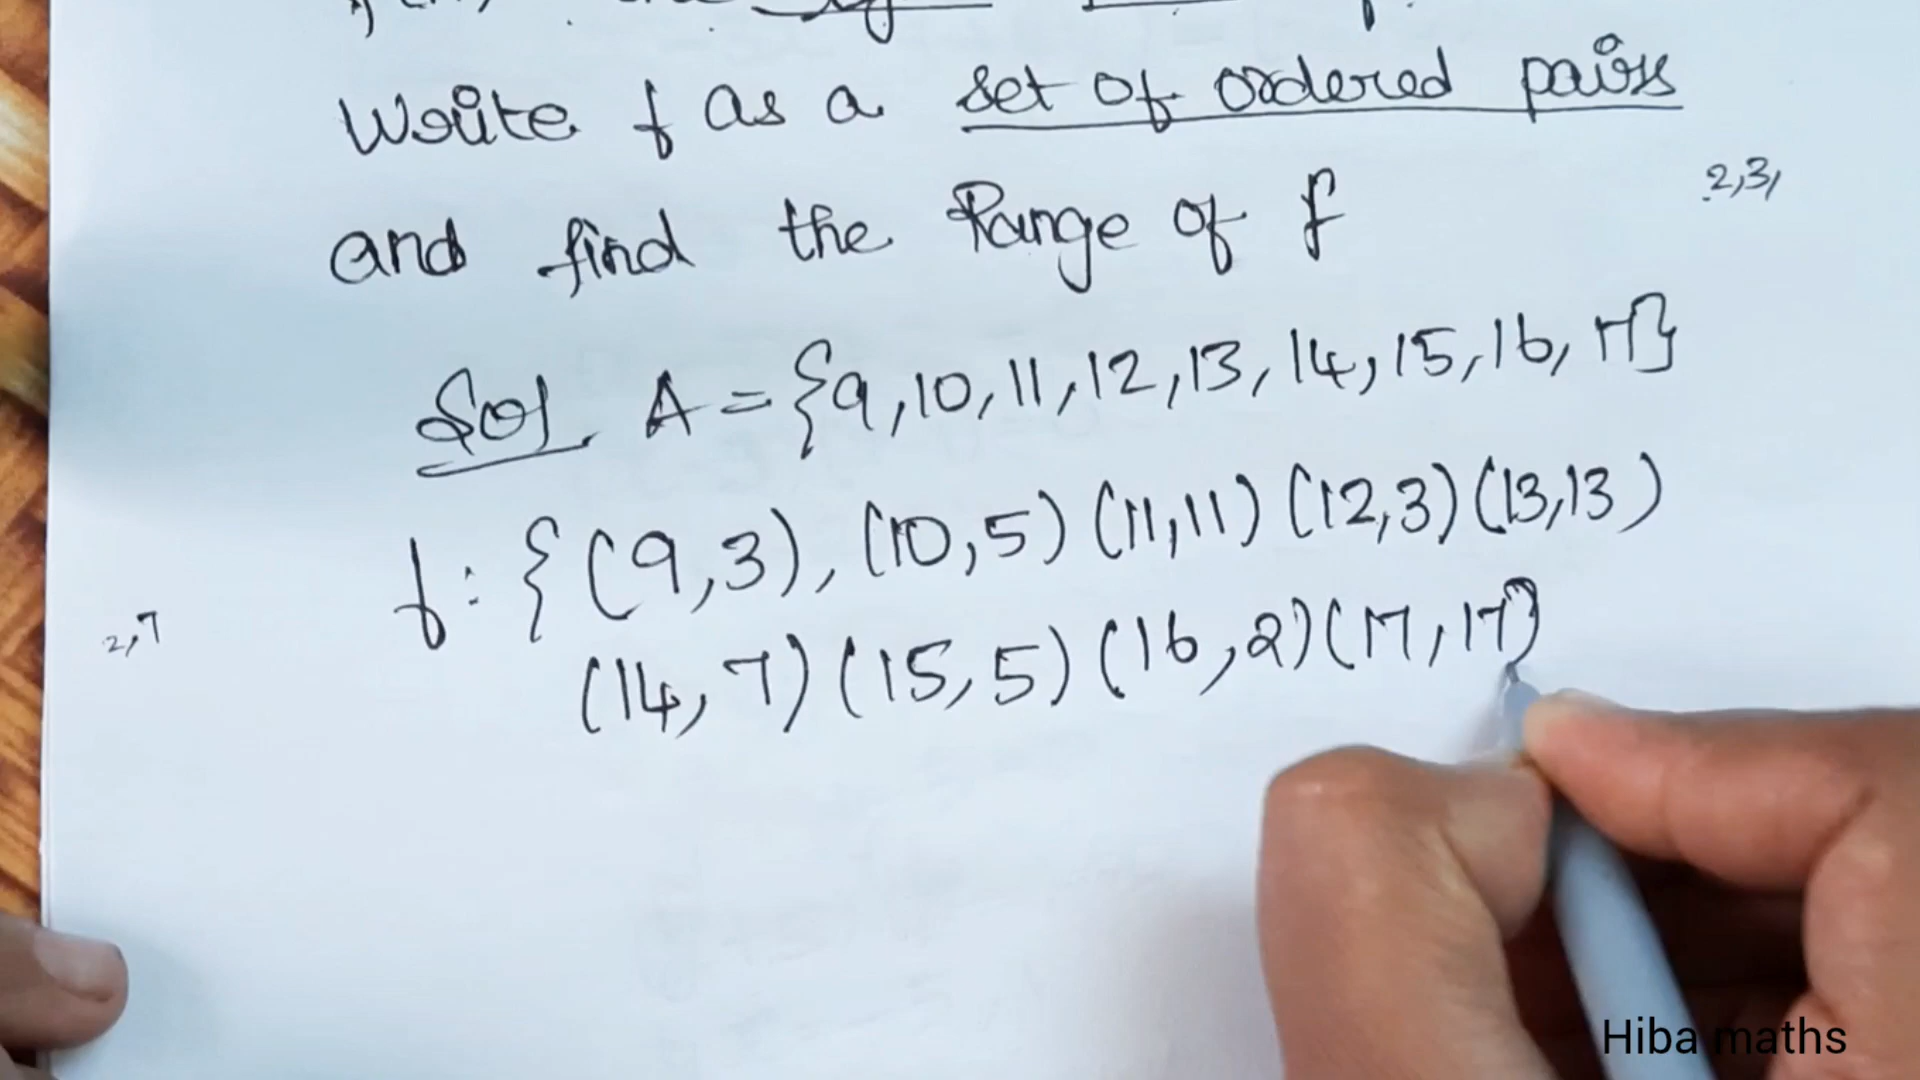 Write f as a set of ordered pairs
2,3,
and find the Range of f
Sol A = {9,10,11,12,13,14,15,16,17}
f: {(9,3),(10,5)(11,11)(12,3)(13,13)
2,7
(14,7)(15,5)(16,2)(17,17)
Hiba maths